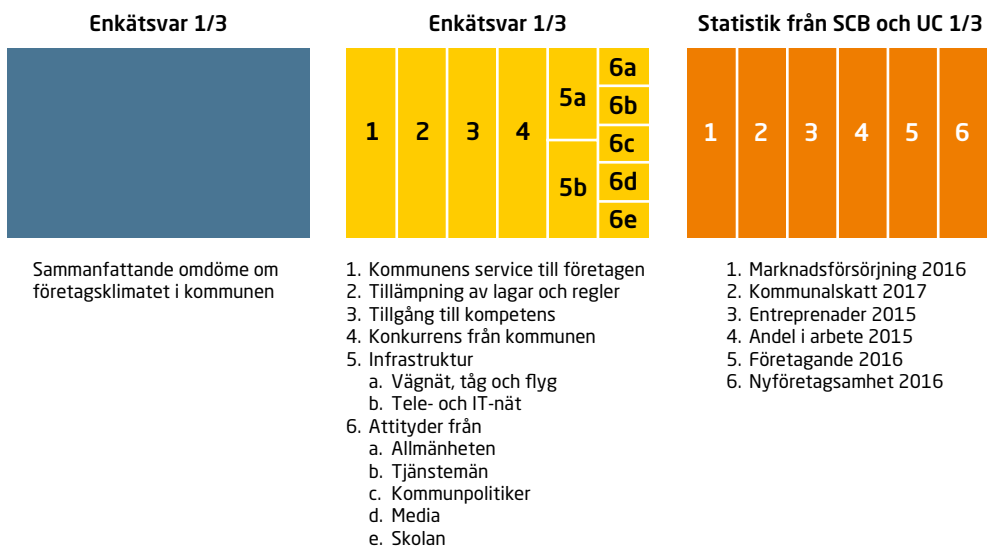 Enkätsvar 1/3
Sammanfattande omdöme om
företagsklimatet i kommunen
Enkätsvar 1/3
1
2
3
4
5a
5b
6a
6b
6c
6d
6e
1. Kommunens service till företagen
2. Tillämpning av lagar och regler
3. Tillgång till kompetens
4. Konkurrens från kommunen
5. Infrastruktur
a. Vägnät, tåg och flyg
b. Tele- och IT-nät
6. Attityder från
a. Allmänheten
b. Tjänstemän
c. Kommunpolitiker
d. Media
e. Skolan
Statistik från SCB och UC 1/3
1
2
3
4
5
6
1. Marknadsförsörjning 2016
2. Kommunalskatt 2017
3. Entreprenader 2015
4. Andel i arbete 2015
5. Företagande 2016
6. Nyföretagsamhet 2016